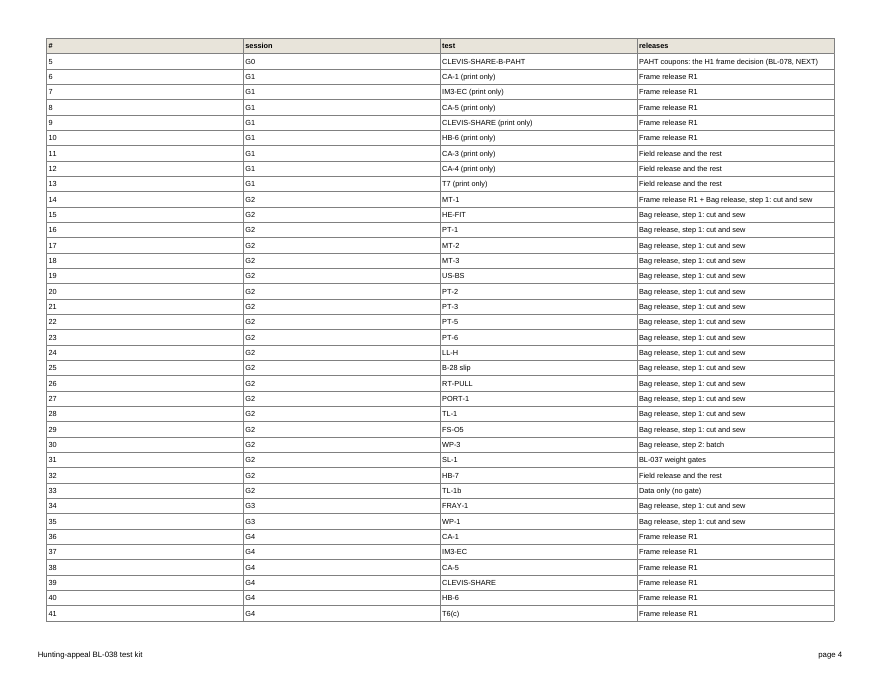 # session test releases
5 G0 CLEVIS-SHARE-B-PAHT PAHT coupons: the H1 frame decision (BL-078, NEXT)
6 G1 CA-1 (print only) Frame release R1
7 G1 IM3-EC (print only) Frame release R1
8 G1 CA-5 (print only) Frame release R1
9 G1 CLEVIS-SHARE (print only) Frame release R1
10 G1 HB-6 (print only) Frame release R1
11 G1 CA-3 (print only) Field release and the rest
12 G1 CA-4 (print only) Field release and the rest
13 G1 T7 (print only) Field release and the rest
14 G2 MT-1 Frame release R1 + Bag release, step 1: cut and sew
15 G2 HE-FIT Bag release, step 1: cut and sew
16 G2 PT-1 Bag release, step 1: cut and sew
17 G2 MT-2 Bag release, step 1: cut and sew
18 G2 MT-3 Bag release, step 1: cut and sew
19 G2 US-BS Bag release, step 1: cut and sew
20 G2 PT-2 Bag release, step 1: cut and sew
21 G2 PT-3 Bag release, step 1: cut and sew
22 G2 PT-5 Bag release, step 1: cut and sew
23 G2 PT-6 Bag release, step 1: cut and sew
24 G2 LL-H Bag release, step 1: cut and sew
25 G2 B-28 slip Bag release, step 1: cut and sew
26 G2 RT-PULL Bag release, step 1: cut and sew
27 G2 PORT-1 Bag release, step 1: cut and sew
28 G2 TL-1 Bag release, step 1: cut and sew
29 G2 FS-O5 Bag release, step 1: cut and sew
30 G2 WP-3 Bag release, step 2: batch
31 G2 SL-1 BL-037 weight gates
32 G2 HB-7 Field release and the rest
33 G2 TL-1b Data only (no gate)
34 G3 FRAY-1 Bag release, step 1: cut and sew
35 G3 WP-1 Bag release, step 1: cut and sew
36 G4 CA-1 Frame release R1
37 G4 IM3-EC Frame release R1
38 G4 CA-5 Frame release R1
39 G4 CLEVIS-SHARE Frame release R1
40 G4 HB-6 Frame release R1
41 G4 T6(c) Frame release R1
Hunting-appeal BL-038 test kit page 4